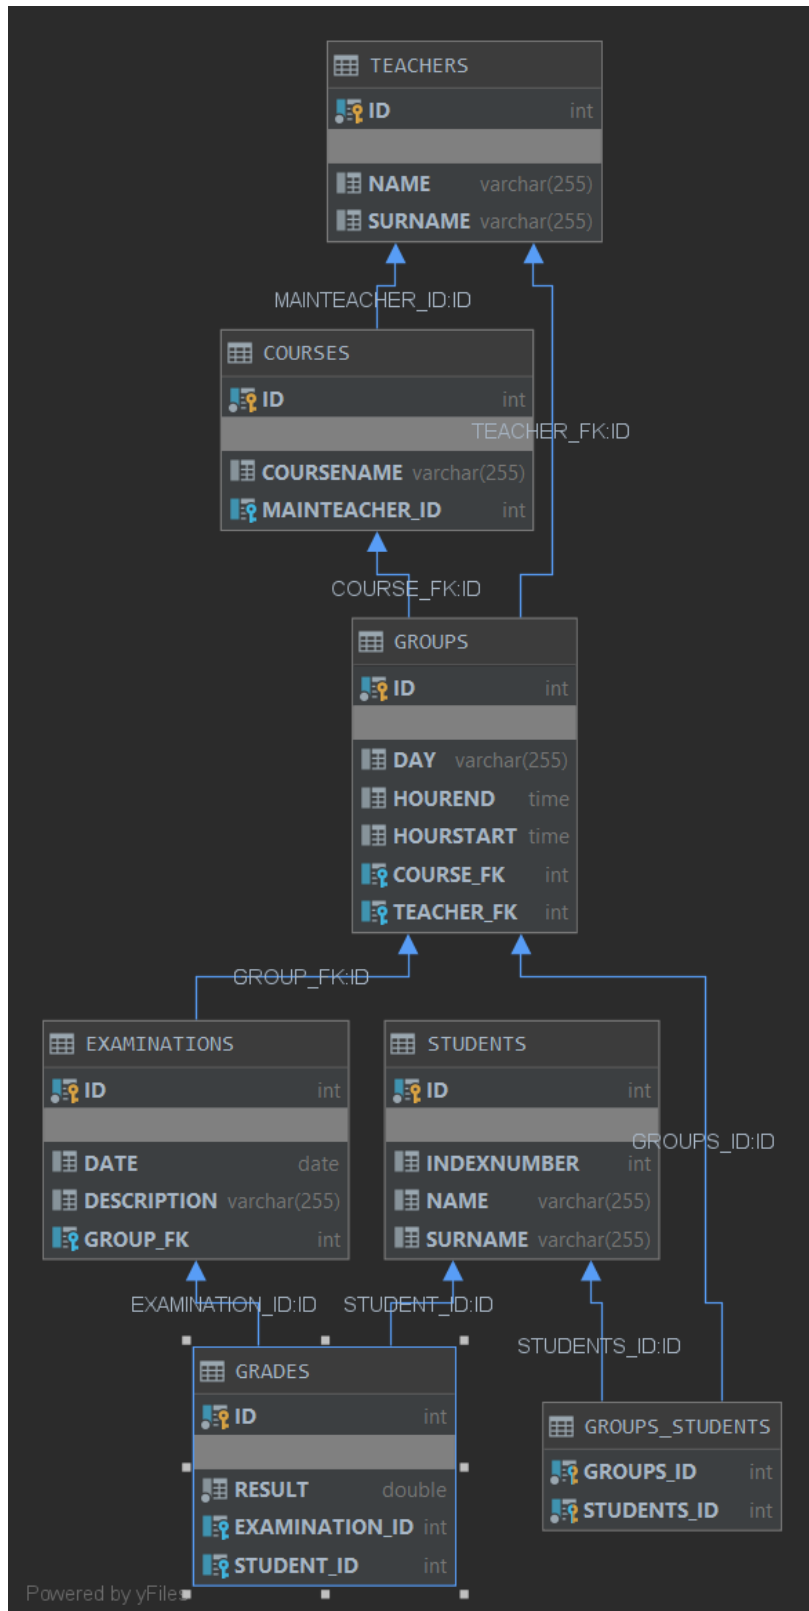 TEACHERS
ID int
NAME varchar(255)
SURNAME varchar(255)
MAINTEACHER_ID:ID
COURSES
ID int
TEACHER_FK:ID
COURSENAME varchar(255)
MAINTEACHER_ID int
COURSE_FK:ID
GROUPS
ID int
DAY varchar(255)
HOUREND time
HOURSTART time
COURSE_FK int
TEACHER_FK int
GROUP_FK:ID
EXAMINATIONS
ID int
DATE date
DESCRIPTION varchar(255)
GROUP_FK int
STUDENTS
ID int
INDEXNUMBER int
NAME varchar(255)
SURNAME varchar(255)
GROUPS_ID:ID
EXAMINATION_ID:ID
STUDENT_ID:ID
STUDENTS_ID:ID
GRADES
ID int
RESULT double
EXAMINATION_ID int
STUDENT_ID int
GROUPS_STUDENTS
GROUPS_ID int
STUDENTS_ID int
Powered by yFiles